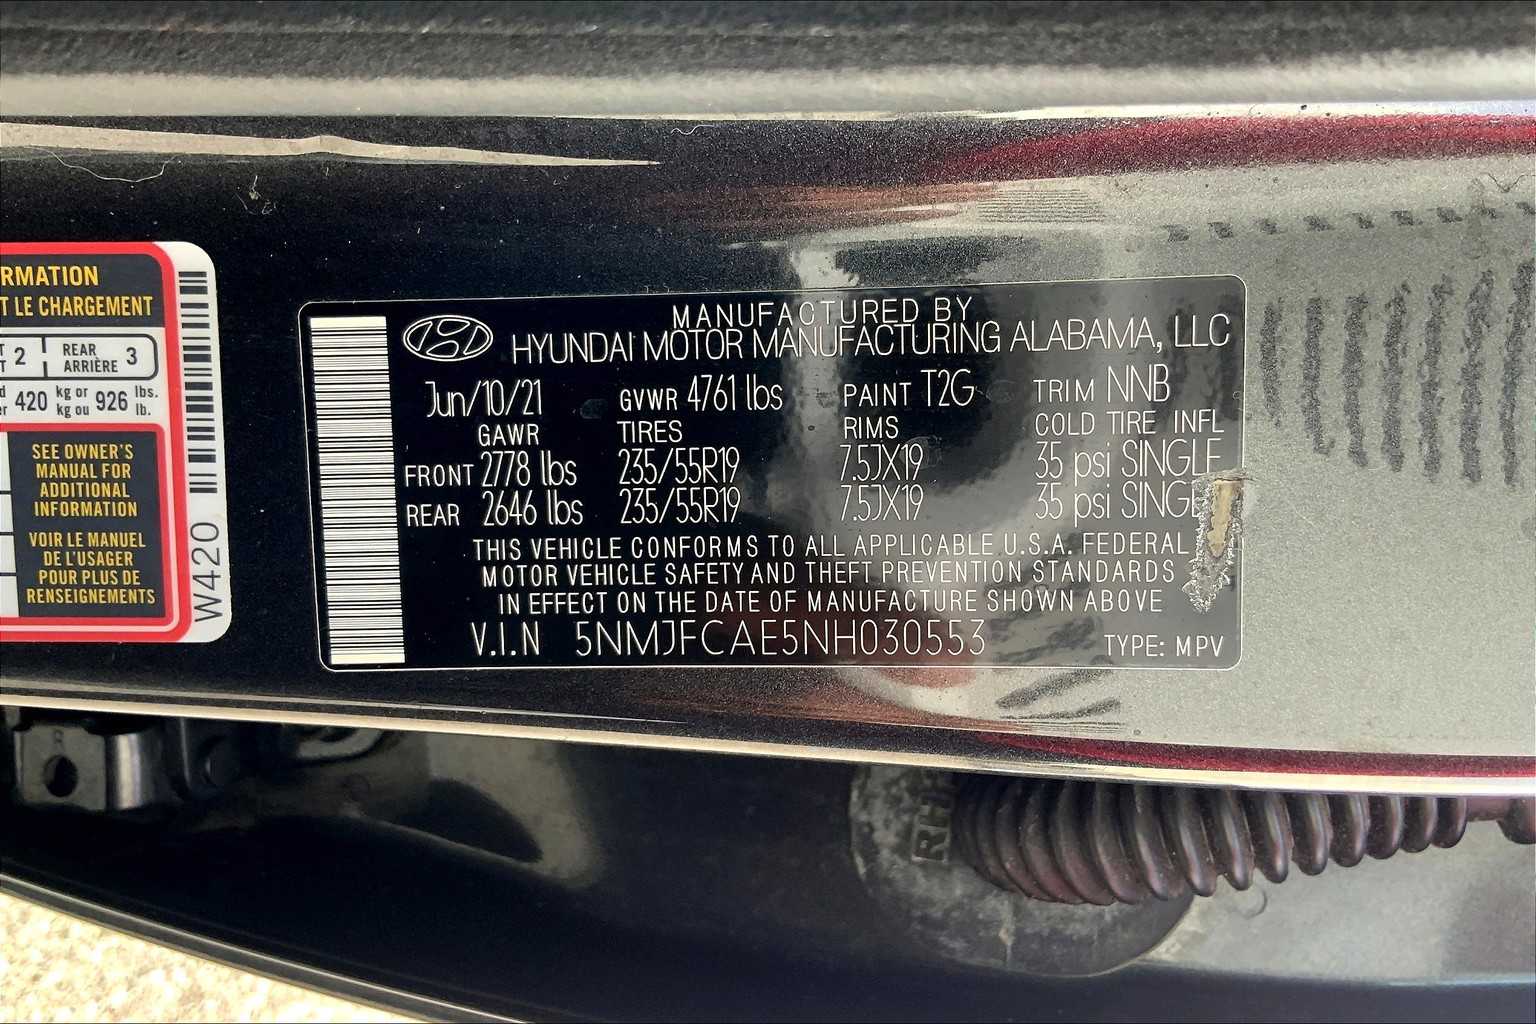 RMATION
T LE CHARGEMENT
2 REAR ARRIÈRE 3
420 kg or kg ou 926 lbs. lb.
SEE OWNER'S
MANUAL FOR
ADDITIONAL
INFORMATION
VOIR LE MANUEL
DE L'USAGER
POUR PLUS DE
RENSEIGNEMENTS
W420
MANUFACTURED BY
HYUNDAI MOTOR MANUFACTURING ALABAMA, LLC
Jun/10/21 GVWR 4761 lbs PAINT T2G TRIM NNB
GAWR TIRES RIMS COLD TIRE INFL
FRONT 2778 lbs 235/55R19 7.5JX19 35 psi SINGLE
REAR 2646 lbs 235/55R19 7.5JX19 35 psi SINGLE
THIS VEHICLE CONFORMS TO ALL APPLICABLE U.S.A. FEDERAL
MOTOR VEHICLE SAFETY AND THEFT PREVENTION STANDARDS
IN EFFECT ON THE DATE OF MANUFACTURE SHOWN ABOVE
V.I.N 5NMJFCAE5NH030553 TYPE: MPV
R
RH